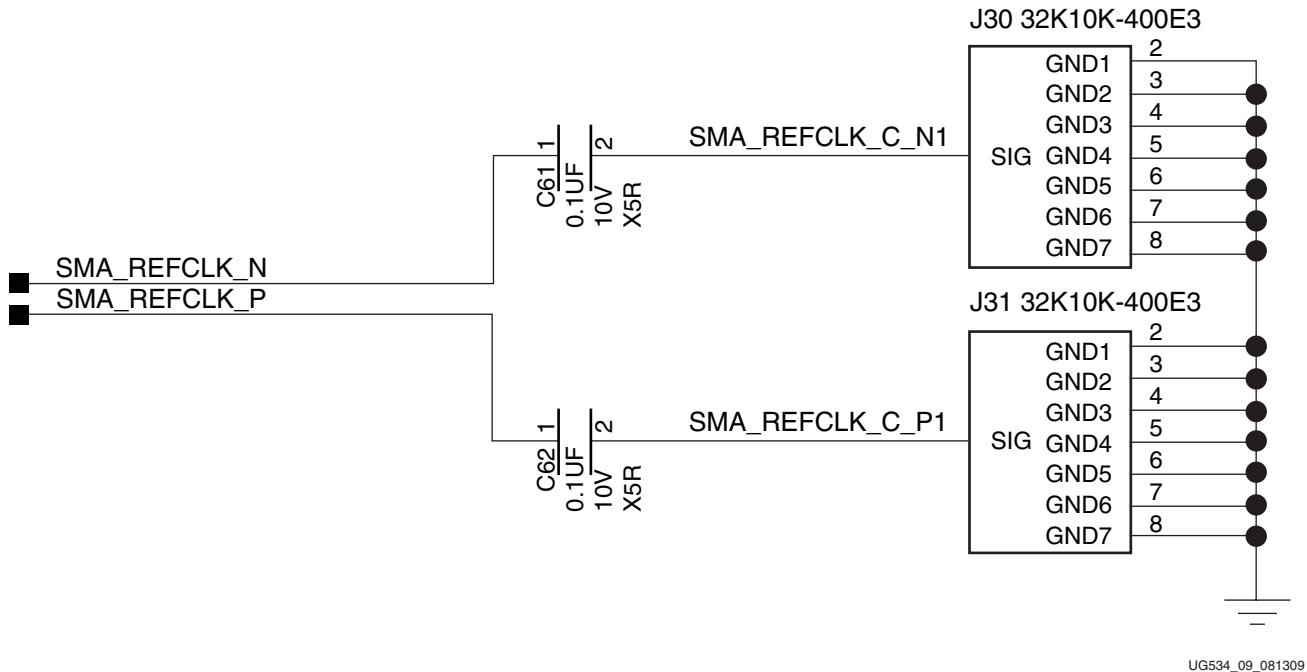 J30 32K10K-400E3
GND1 2
GND2 3
GND3 4
SIG GND4 5
GND5 6
GND6 7
GND7 8
SMA_REFCLK_C_N1
1 2
C61
0.1UF
10V
X5R
SMA_REFCLK_N
SMA_REFCLK_P
J31 32K10K-400E3
GND1 2
GND2 3
GND3 4
SIG GND4 5
GND5 6
GND6 7
GND7 8
SMA_REFCLK_C_P1
1 2
C62
0.1UF
10V
X5R
UG534_09_081309